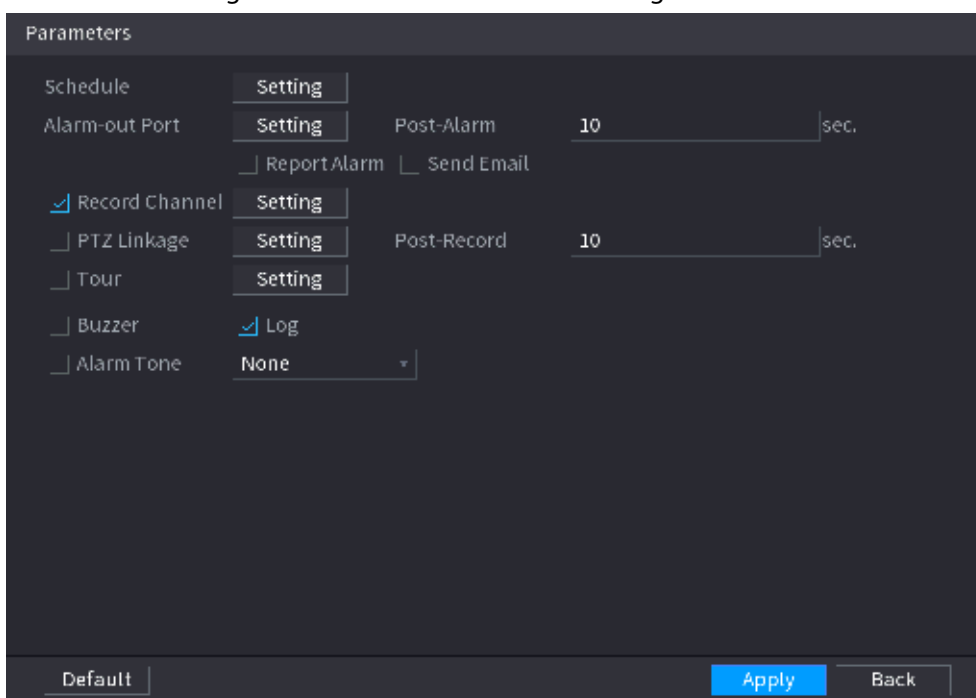 Parameters
Schedule Setting
Alarm-out Port Setting Post-Alarm 10 sec.
Report Alarm Send Email
Record Channel Setting
PTZ Linkage Setting Post-Record 10 sec.
Tour Setting
Buzzer Log
Alarm Tone None
Default Apply Back